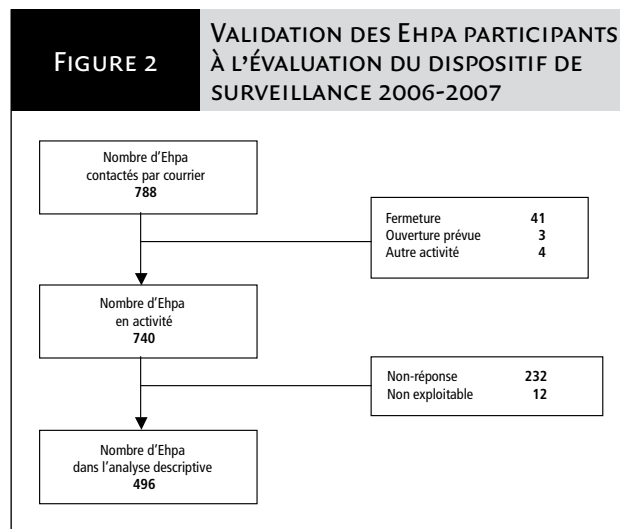 FIGURE 2
VALIDATION DES EHPA PARTICIPANTS
À L'ÉVALUATION DU DISPOSITIF DE
SURVEILLANCE 2006-2007
Nombre d'Ehpa
contactés par courrier
788
Fermeture 41
Ouverture prévue 3
Autre activité 4
Nombre d'Ehpa
en activité
740
Non-réponse 232
Non exploitable 12
Nombre d'Ehpa
dans l'analyse descriptive
496